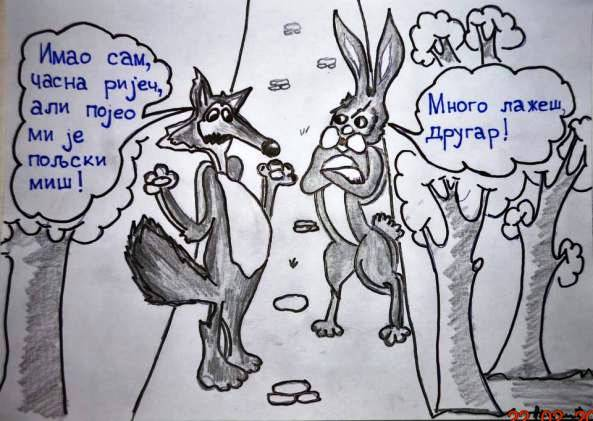 Имао сам,
часна ријеч,
али појео
ми је
пољски
миш!
Много лажеш,
другар!